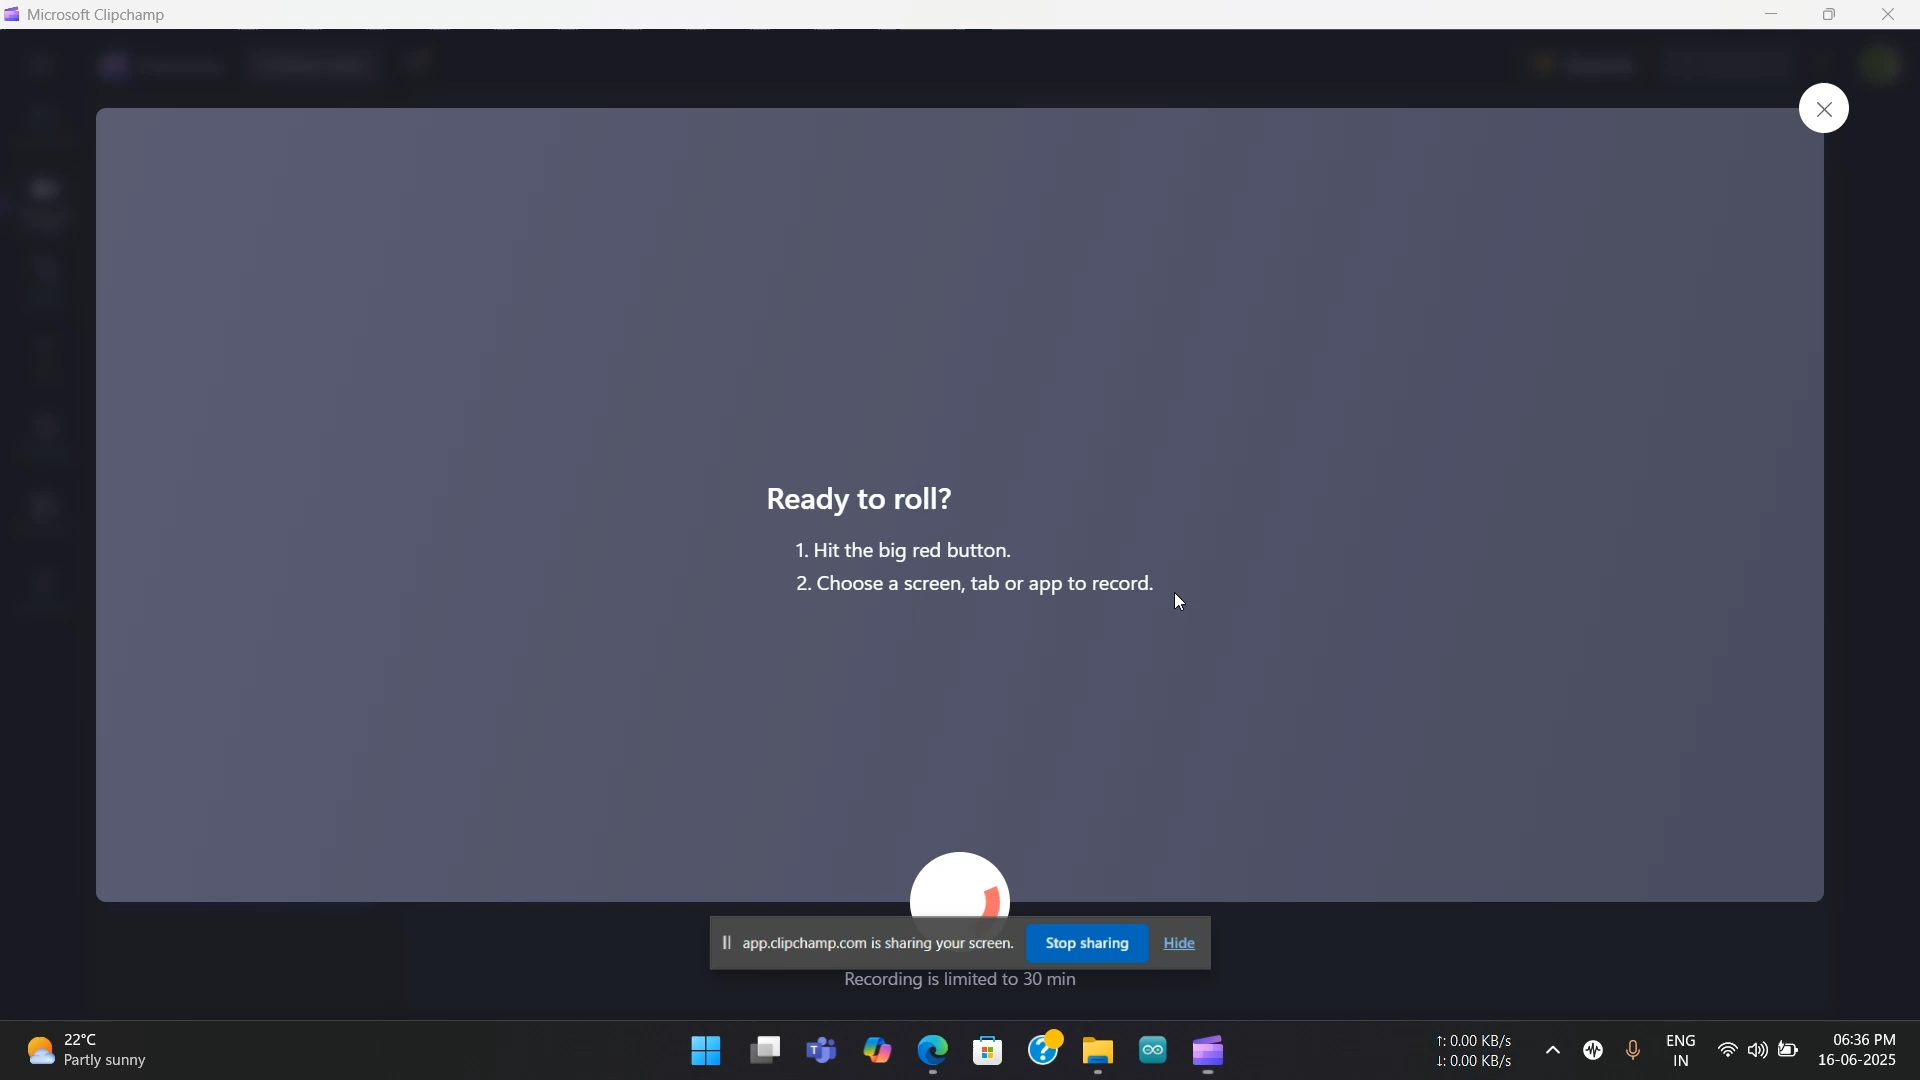 Microsoft Clipchamp
Ready to roll?
1. Hit the big red button.
2. Choose a screen, tab or app to record.
app.clipchamp.com is sharing your screen. Stop sharing Hide
Recording is limited to 30 min
22°C
Partly sunny
↑: 0.00 KB/s
↓: 0.00 KB/s
ENG
IN
06:36 PM
16-06-2025